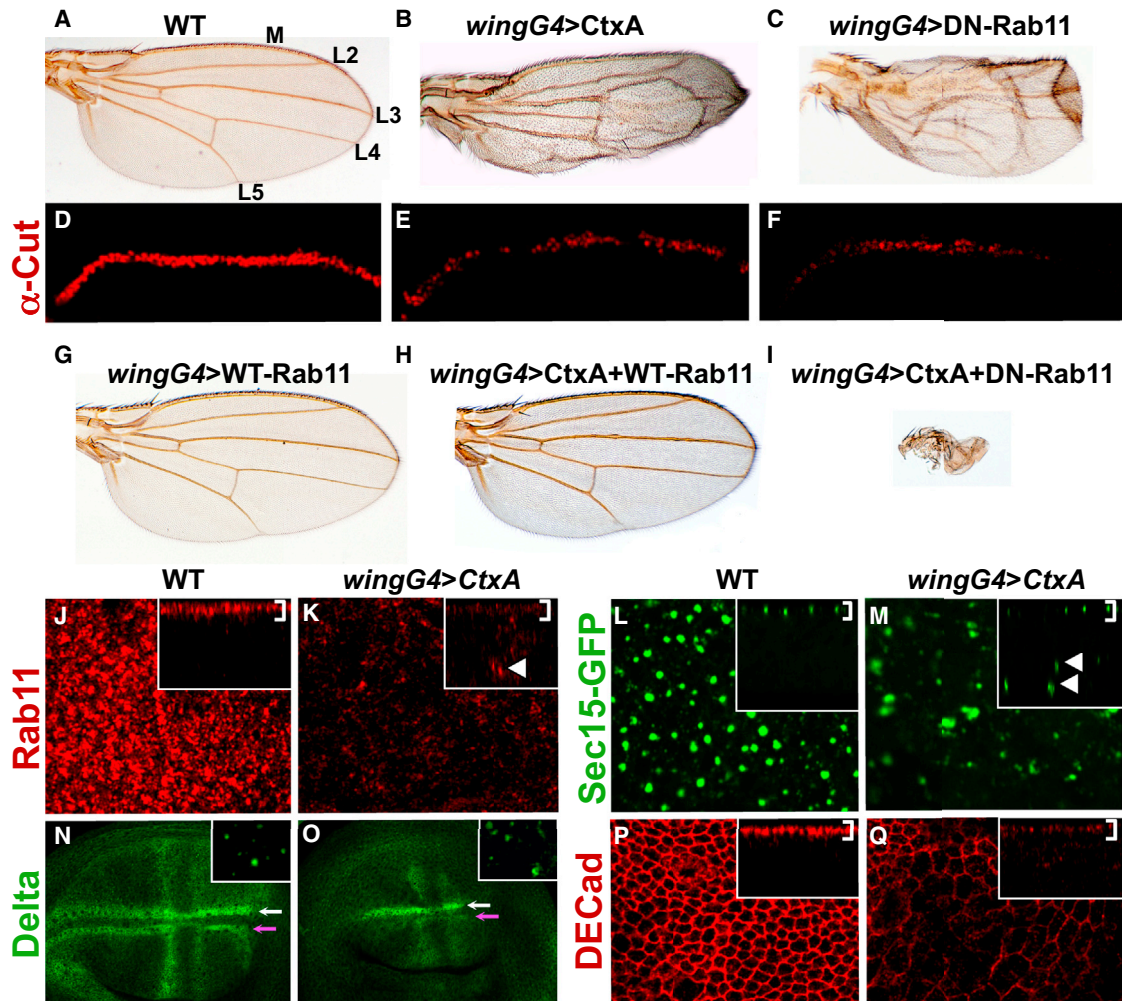 A WT
M
L2
L3
L4
L5
B wingG4>CtxA
C wingG4>DN-Rab11
α-Cut
D
E
F
G wingG4>WT-Rab11
H wingG4>CtxA+WT-Rab11
I wingG4>CtxA+DN-Rab11
WT
wingG4>CtxA
WT
wingG4>CtxA
Rab11
J
K
Sec15-GFP
L
M
Delta
N
O
DECad
P
Q